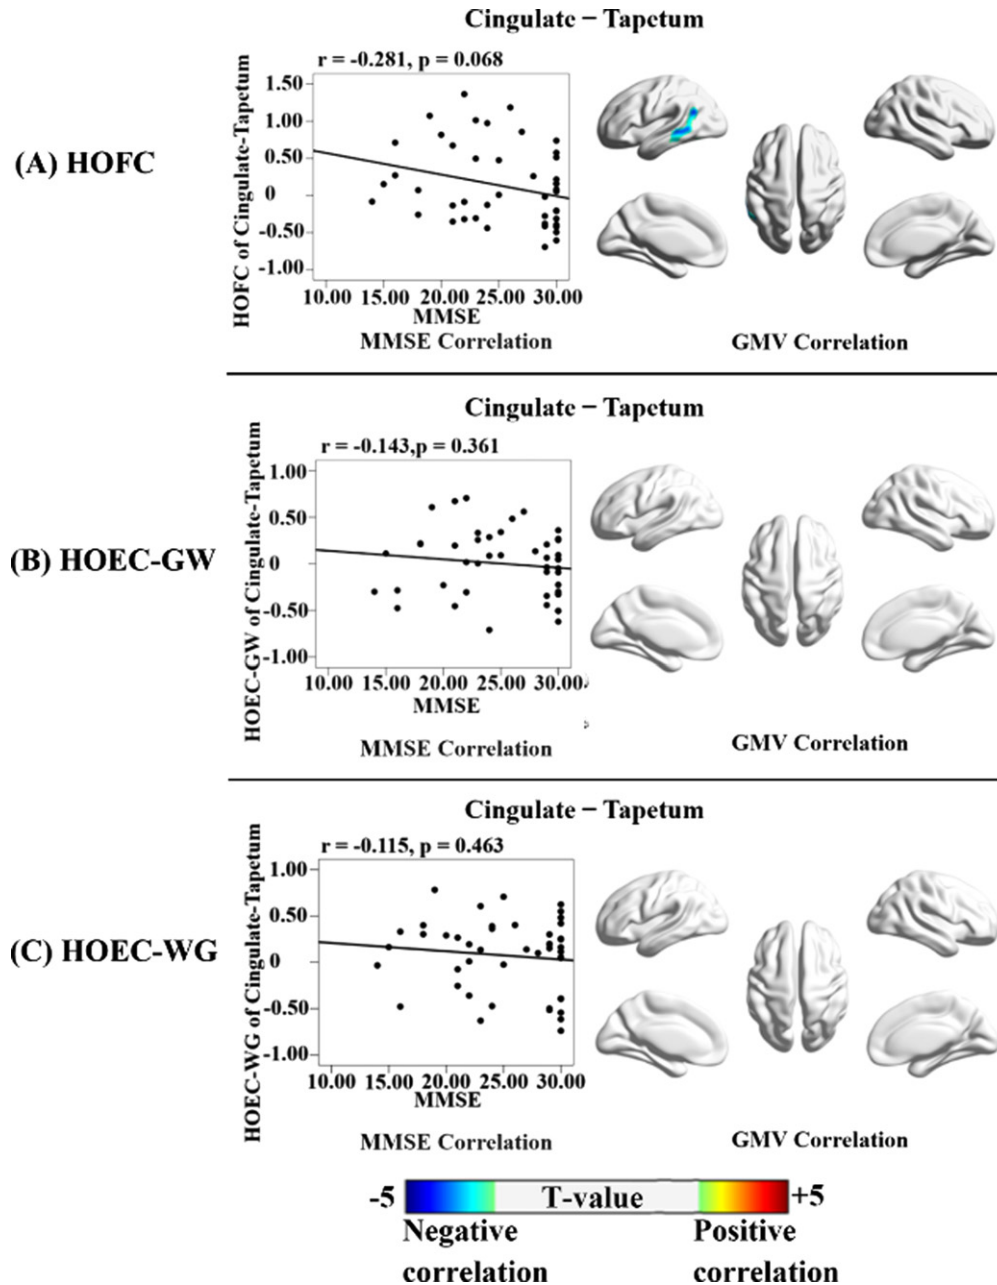 Cingulate − Tapetum
r = -0.281, p = 0.068
(A) HOFC
HOFC of Cingulate-Tapetum
1.50
1.00
0.50
0
-0.50
-1.00
10.00 15.00 20.00 25.00 30.00
MMSE
MMSE Correlation
GMV Correlation
Cingulate − Tapetum
r = -0.143,p = 0.361
(B) HOEC-GW
HOEC-GW of Cingulate-Tapetum
1.00
0.50
0
-0.50
-1.00
10.00 15.00 20.00 25.00 30.00
MMSE
MMSE Correlation
GMV Correlation
Cingulate − Tapetum
r = -0.115, p = 0.463
(C) HOEC-WG
HOEC-WG of Cingulate-Tapetum
1.00
0.50
0
-0.50
-1.00
10.00 15.00 20.00 25.00 30.00
MMSE
MMSE Correlation
GMV Correlation
-5 T-value +5
Negative correlation
Positive correlation